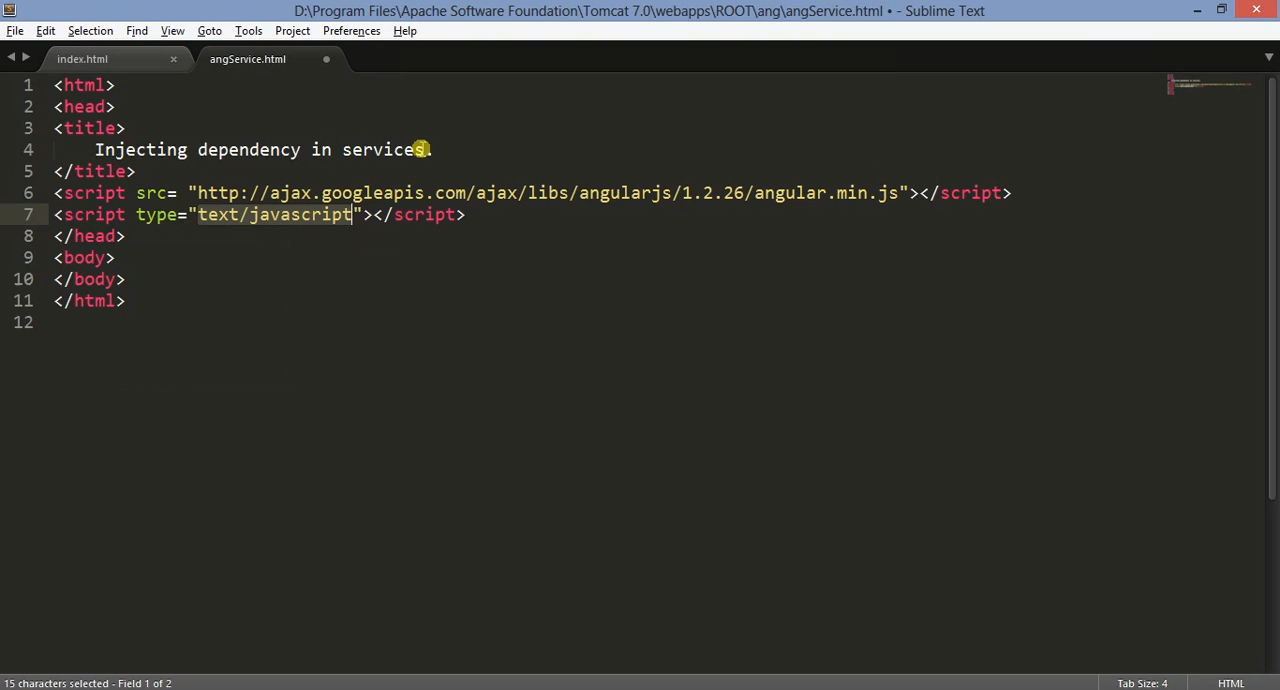 D:\Program Files\Apache Software Foundation\Tomcat 7.0\webapps\ROOT\ang\angService.html • - Sublime Text
File Edit Selection Find View Goto Tools Project Preferences Help
index.html × angService.html
1 <html>
2 <head>
3 <title>
4 Injecting dependency in services.
5 </title>
6 <script src= "http://ajax.googleapis.com/ajax/libs/angularjs/1.2.26/angular.min.js"></script>
7 <script type="text/javascript"></script>
8 </head>
9 <body>
10 </body>
11 </html>
12
15 characters selected - Field 1 of 2 Tab Size: 4 HTML